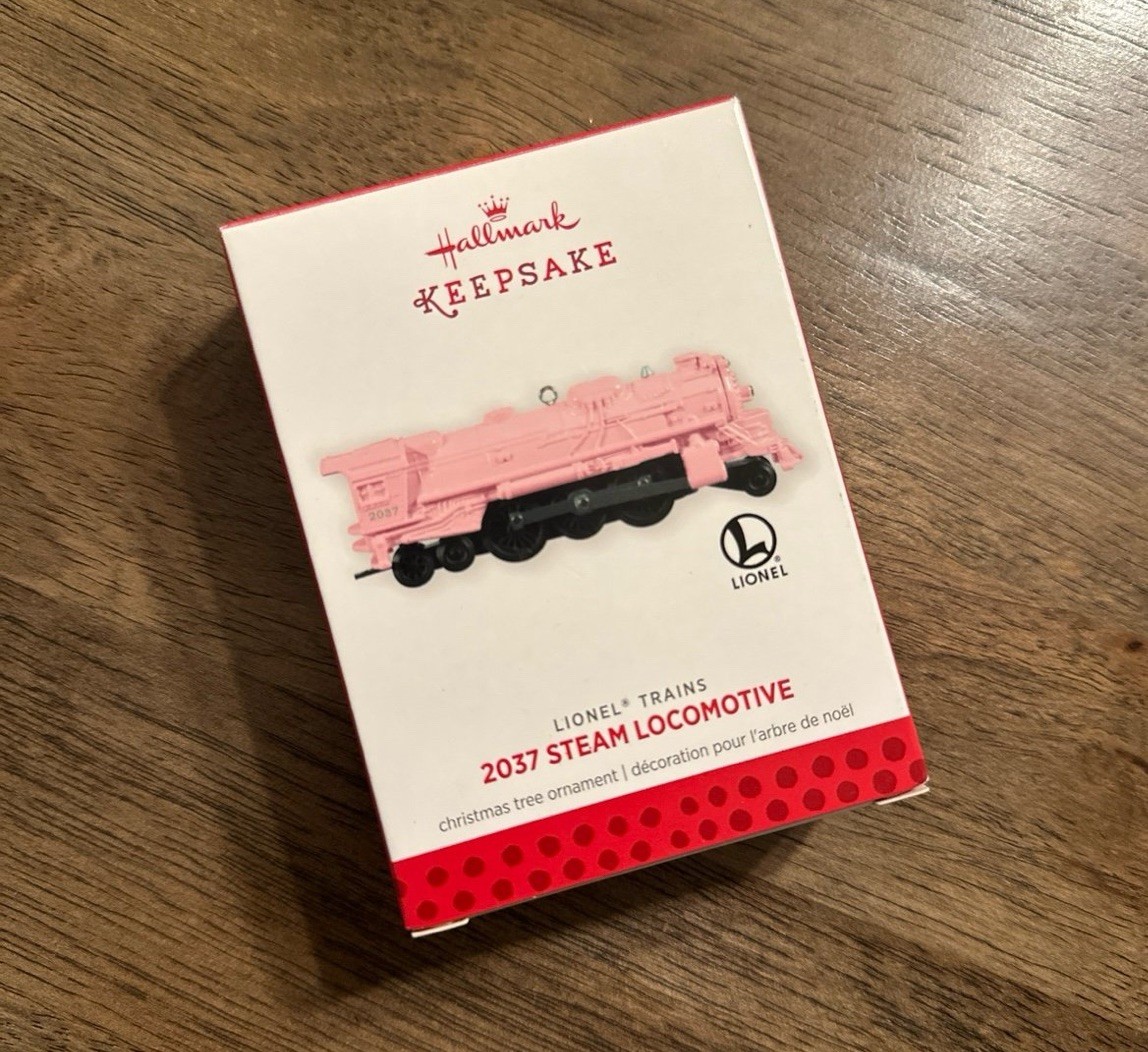 Hallmark
KEEPSAKE
2037
L
LIONEL®
LIONEL® TRAINS
2037 STEAM LOCOMOTIVE
christmas tree ornament | décoration pour l'arbre de noël